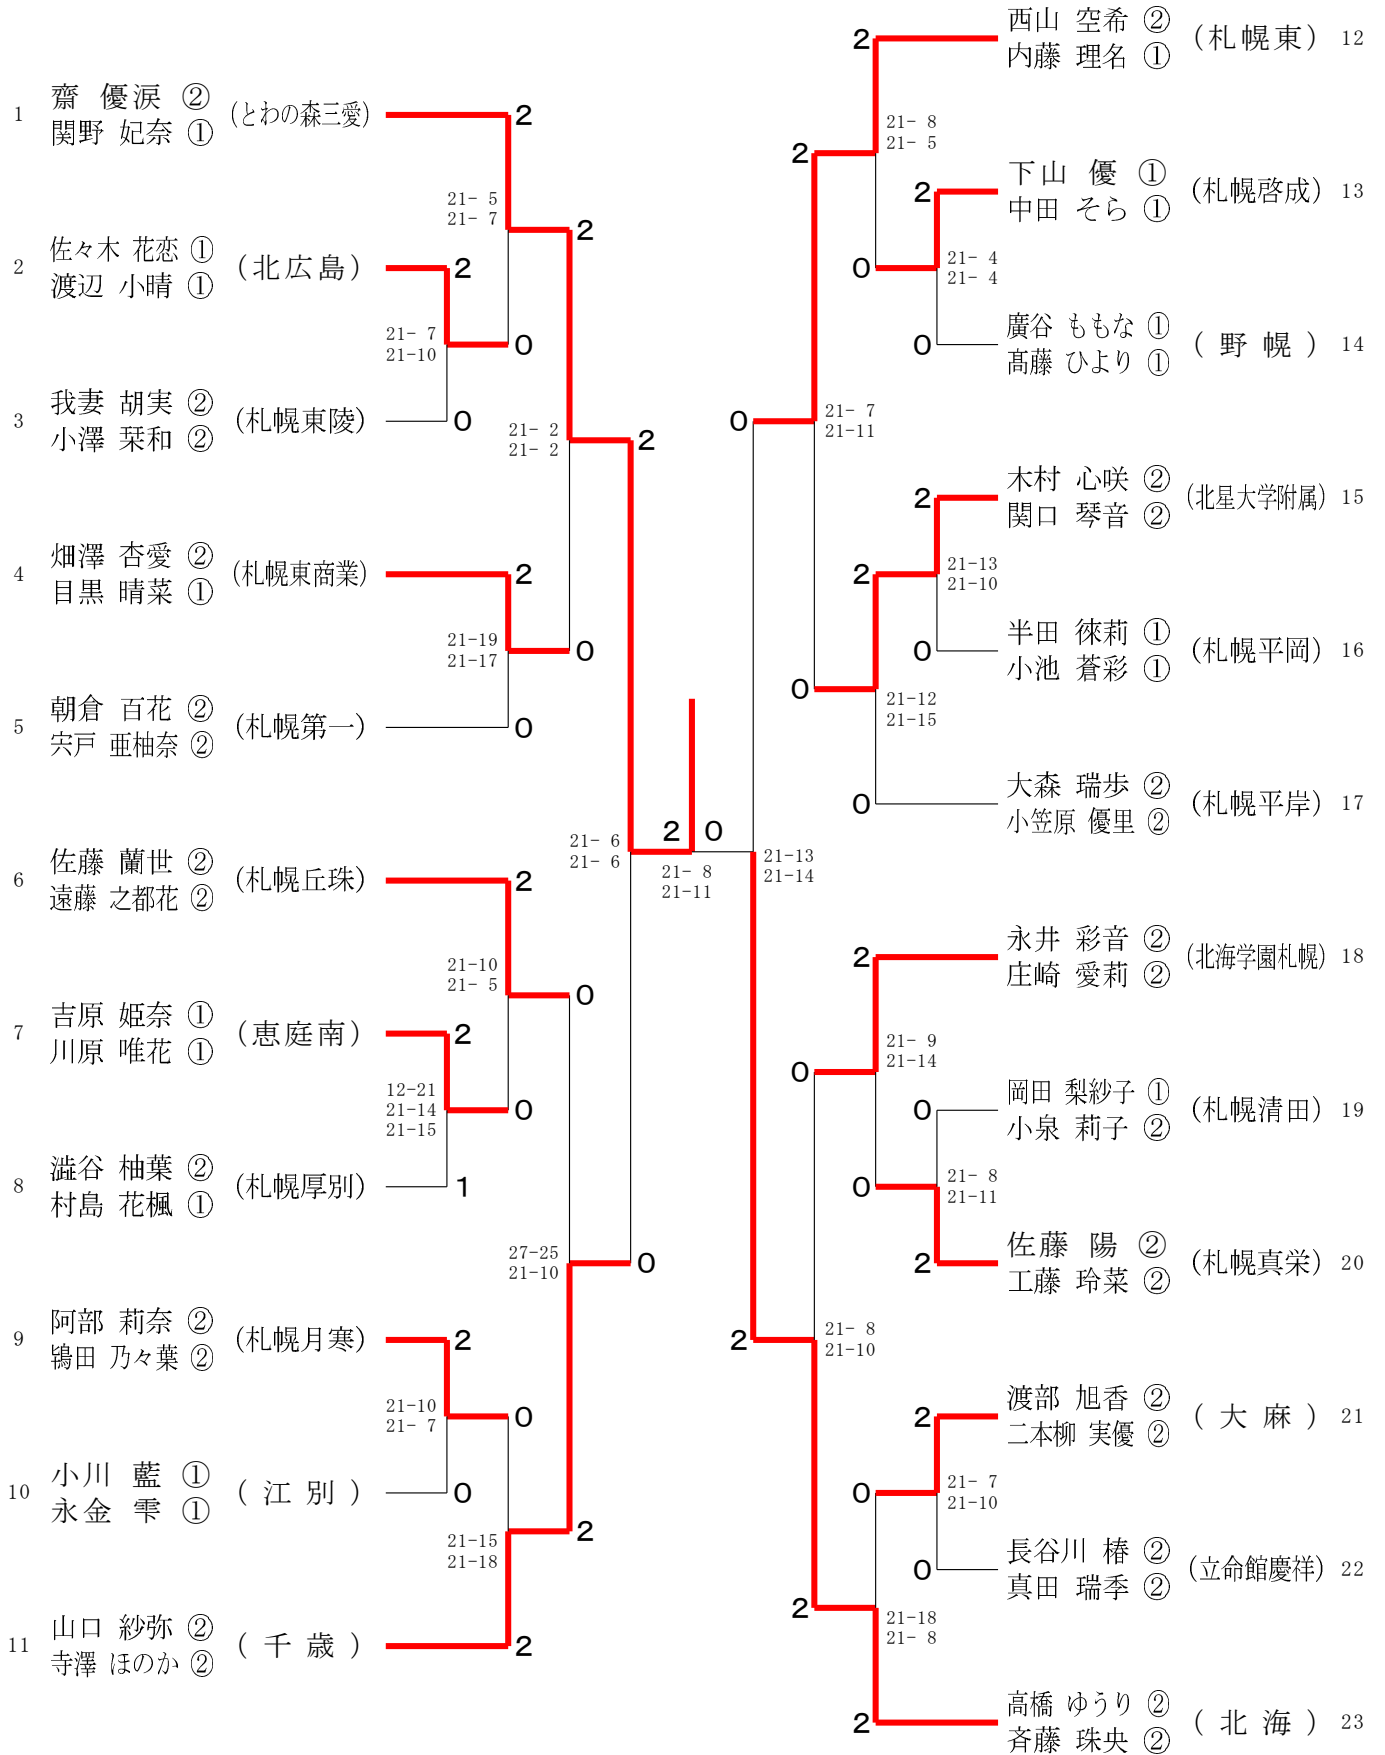 1 齋 優涙 ② (とわの森三愛) 2
関野 妃奈 ①
21- 5
21- 7
2
2 佐々木 花恋 ① (北広島) 2
渡辺 小晴 ①
21- 7
21-10
0
3 我妻 胡実 ② (札幌東陵) 0
小澤 栞和 ②
21- 2
21- 2
2
4 畑澤 杏愛 ② (札幌東商業) 2
目黒 晴菜 ①
21-19
21-17
0
5 朝倉 百花 ② (札幌第一) 0
宍戸 亜柚奈 ②
21- 6
21- 6
6 佐藤 蘭世 ② (札幌丘珠) 2
遠藤 之都花 ②
21-10
21- 5
0
7 吉原 姫奈 ① (恵庭南) 2
川原 唯花 ①
12-21
21-14
21-15
0
8 澁谷 柚葉 ② (札幌厚別) 1
村島 花楓 ①
27-25
21-10
0
9 阿部 莉奈 ② (札幌月寒) 2
鴇田 乃々葉 ②
21-10
21- 7
0
10 小川 藍 ① (江別) 0
永金 雫 ①
21-15
21-18
2
11 山口 紗弥 ② (千歳) 2
寺澤 ほのか ②
2 0
21- 8
21-11
2 西山 空希 ② (札幌東) 12
内藤 理名 ①
21- 8
21- 5
2
2 下山 優 ① (札幌啓成) 13
中田 そら ①
0
21- 4
21- 4
0 廣谷 ももな ① (野幌) 14
髙藤 ひより ①
0
21- 7
21-11
2 木村 心咲 ② (北星大学附属) 15
関口 琴音 ②
2
21-13
21-10
0 半田 徠莉 ① (札幌平岡) 16
小池 蒼彩 ①
0
21-12
21-15
0 大森 瑞歩 ② (札幌平岸) 17
小笠原 優里 ②
21-13
21-14
2 永井 彩音 ② (北海学園札幌) 18
庄崎 愛莉 ②
21- 9
21-14
0
0 岡田 梨紗子 ① (札幌清田) 19
小泉 莉子 ②
0
21- 8
21-11
2 佐藤 陽 ② (札幌真栄) 20
工藤 玲菜 ②
2
21- 8
21-10
2 渡部 旭香 ② (大麻) 21
二本柳 実優 ②
0
21- 7
21-10
0 長谷川 椿 ② (立命館慶祥) 22
真田 瑞季 ②
2
21-18
21- 8
2 高橋 ゆうり ② (北海) 23
斉藤 珠央 ②